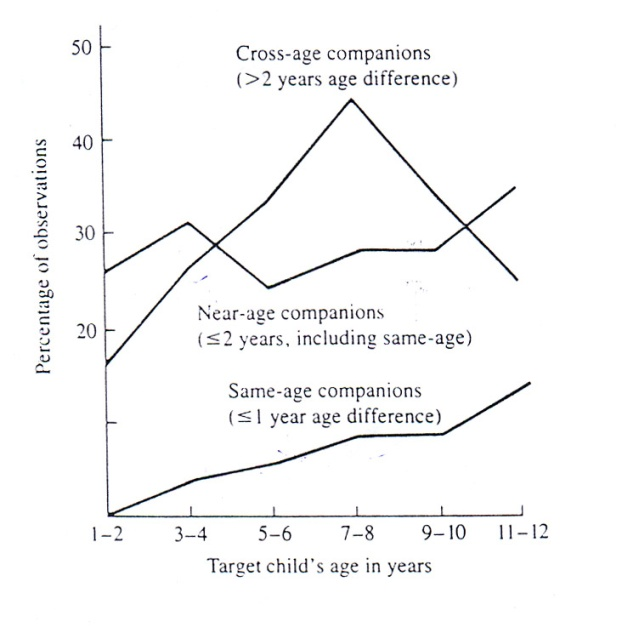 50
Cross-age companions
(>2 years age difference)
40
30
Percentage of observations
Near-age companions
20
(≤2 years, including same-age)
Same-age companions
(≤1 year age difference)
1–2 3–4 5–6 7–8 9–10 11–12
Target child's age in years